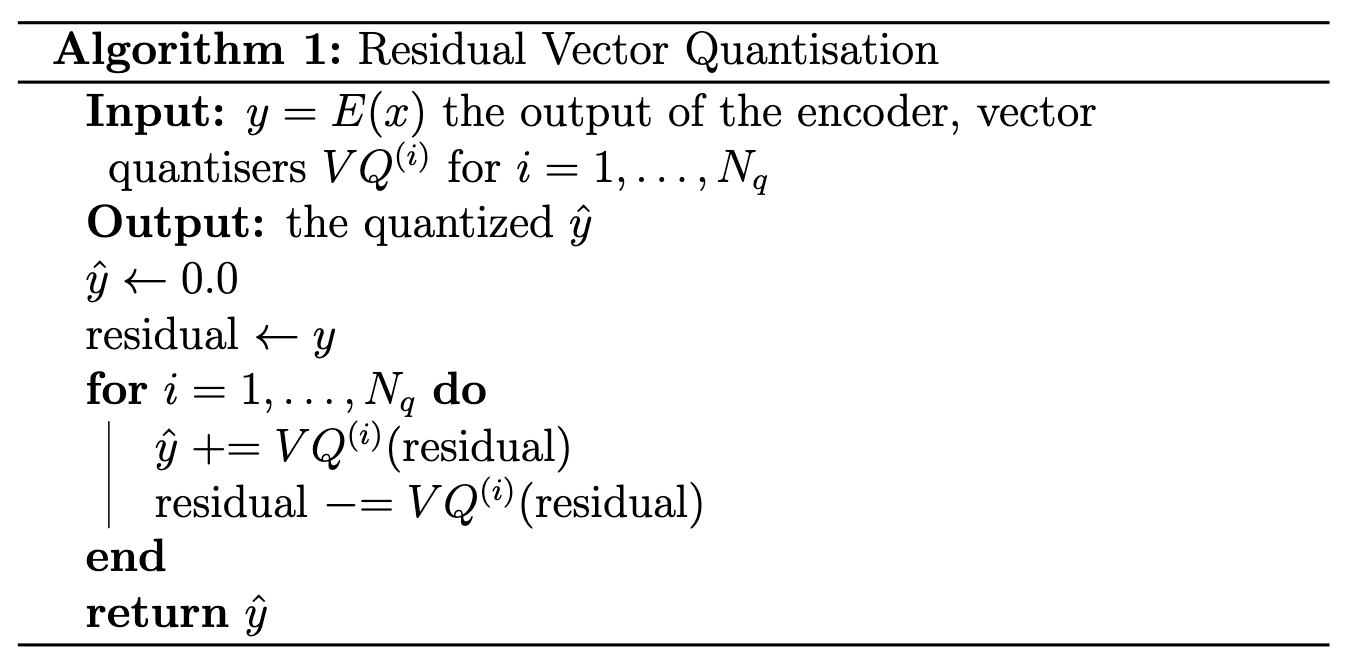 Algorithm 1: Residual Vector Quantisation
Input: y = E(x) the output of the encoder, vector
quantisers VQ⁽ⁱ⁾ for i = 1, . . . , N_q
Output: the quantized ŷ
ŷ ← 0.0
residual ← y
for i = 1, . . . , N_q do
ŷ += VQ⁽ⁱ⁾(residual)
residual −= VQ⁽ⁱ⁾(residual)
end
return ŷ